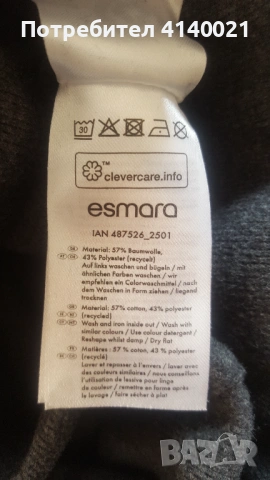 Потребител 4140021
30
™
clevercare.info
esmara
IAN 487526_2501
Material: 57% Baumwolle,
43% Polyester (recycelt)
Auf links waschen und bügeln / mit
ähnlichen Farben waschen / wir
empfehlen ein Colorwaschmittel / nach
dem Waschen in Form ziehen / liegend
trocknen
Material: 57% cotton, 43% polyester
(recycled)
Wash and iron inside out / Wash with
similar colours / Use colour detergent /
Reshape whilst damp / Dry flat
Matières : 57 % coton, 43 % polyester
(recyclé)
Laver et repasser à l'envers / laver avec
des couleurs similaires / nous conseillons
l'utilisation de lessive pour linge
de couleur / remettre en forme après
le lavage / faire sécher à plat
BAZAR